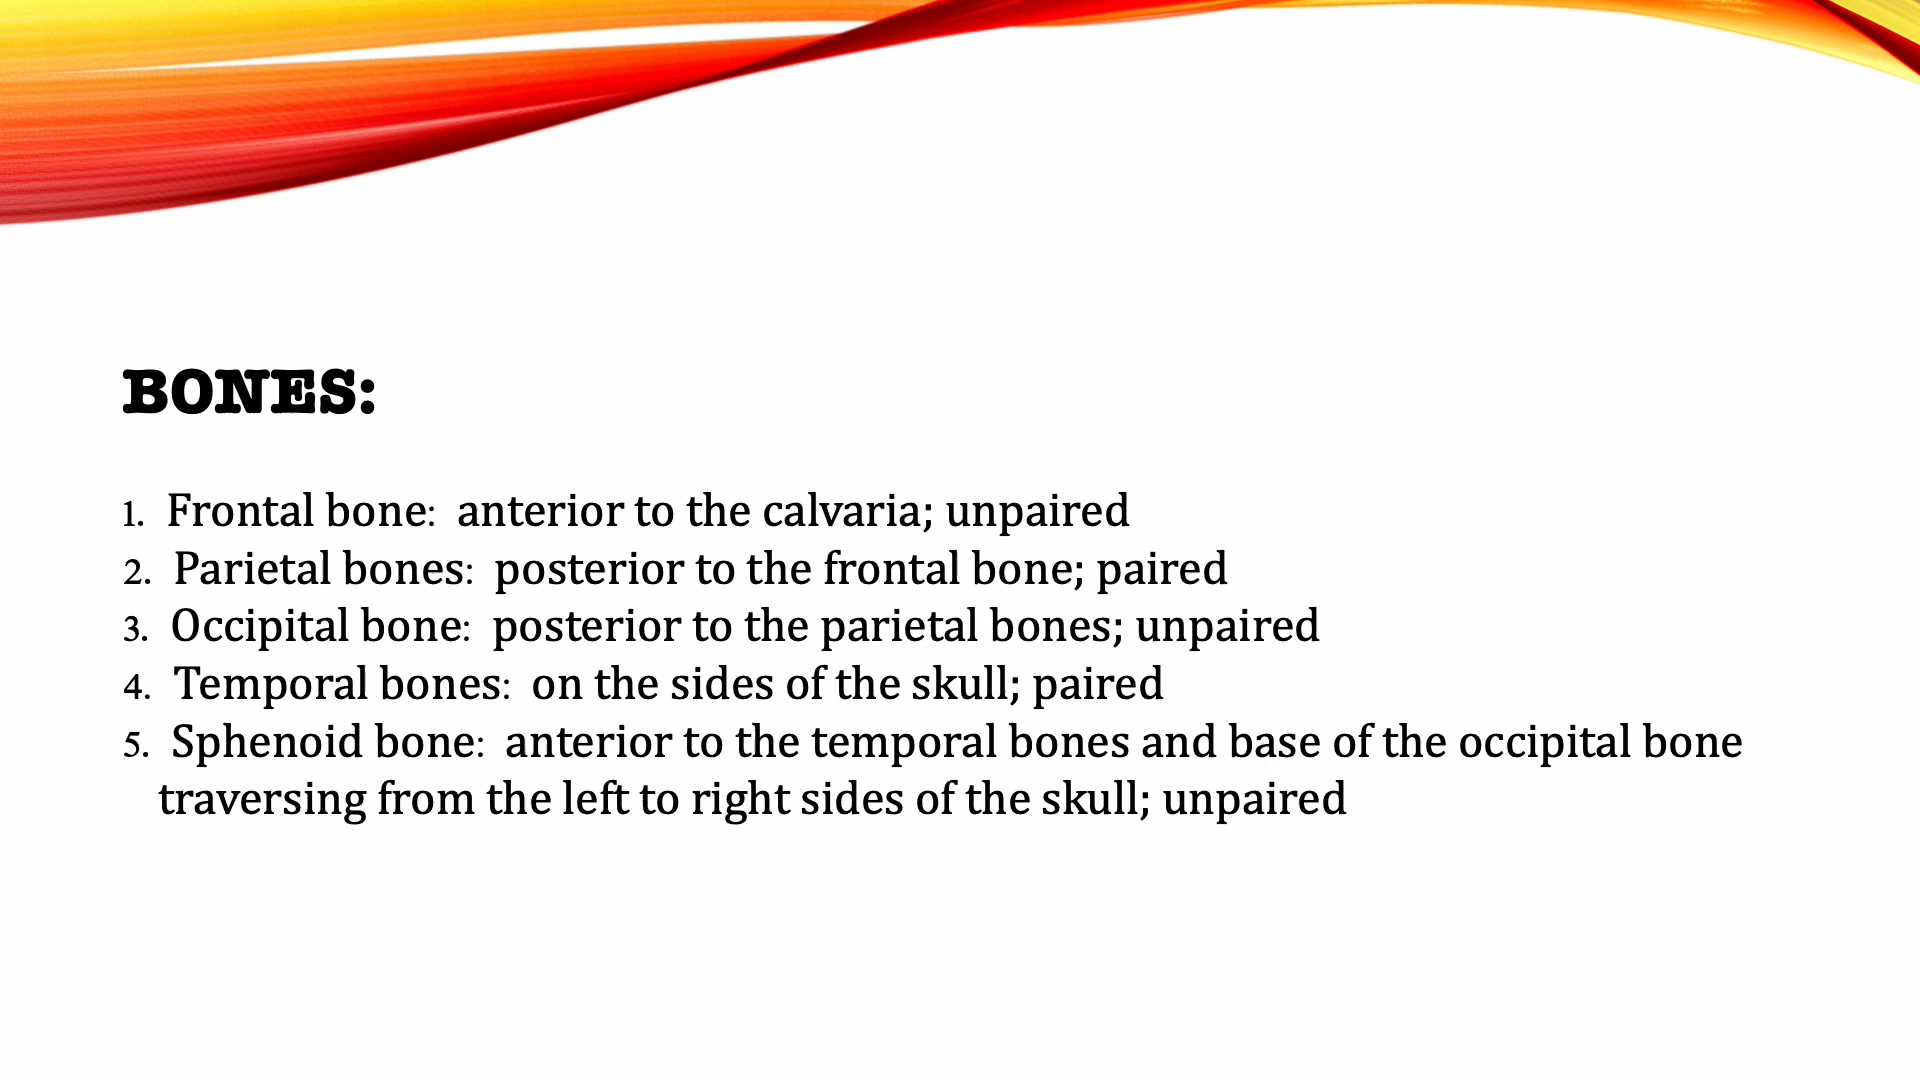 BONES:
1. Frontal bone: anterior to the calvaria; unpaired
2. Parietal bones: posterior to the frontal bone; paired
3. Occipital bone: posterior to the parietal bones; unpaired
4. Temporal bones: on the sides of the skull; paired
5. Sphenoid bone: anterior to the temporal bones and base of the occipital bone
traversing from the left to right sides of the skull; unpaired